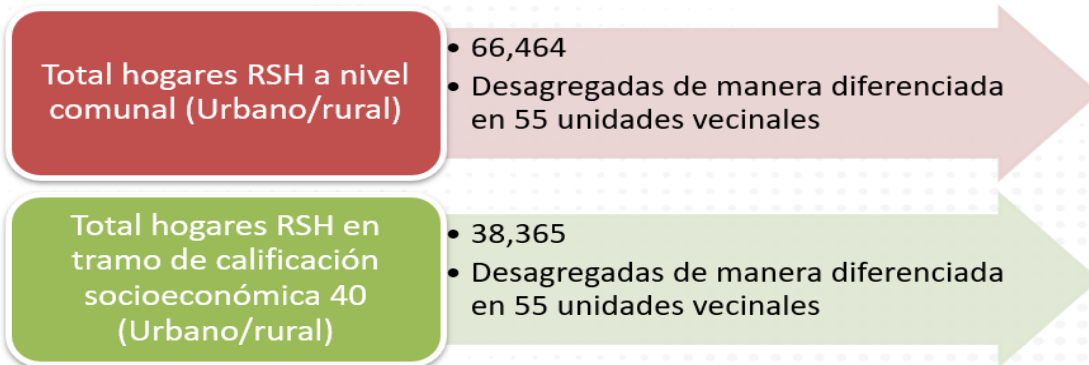 Total hogares RSH a nivel
comunal (Urbano/rural)
• 66,464
• Desagregadas de manera diferenciada
en 55 unidades vecinales
Total hogares RSH en
tramo de calificación
socioeconómica 40
(Urbano/rural)
• 38,365
• Desagregadas de manera diferenciada
en 55 unidades vecinales